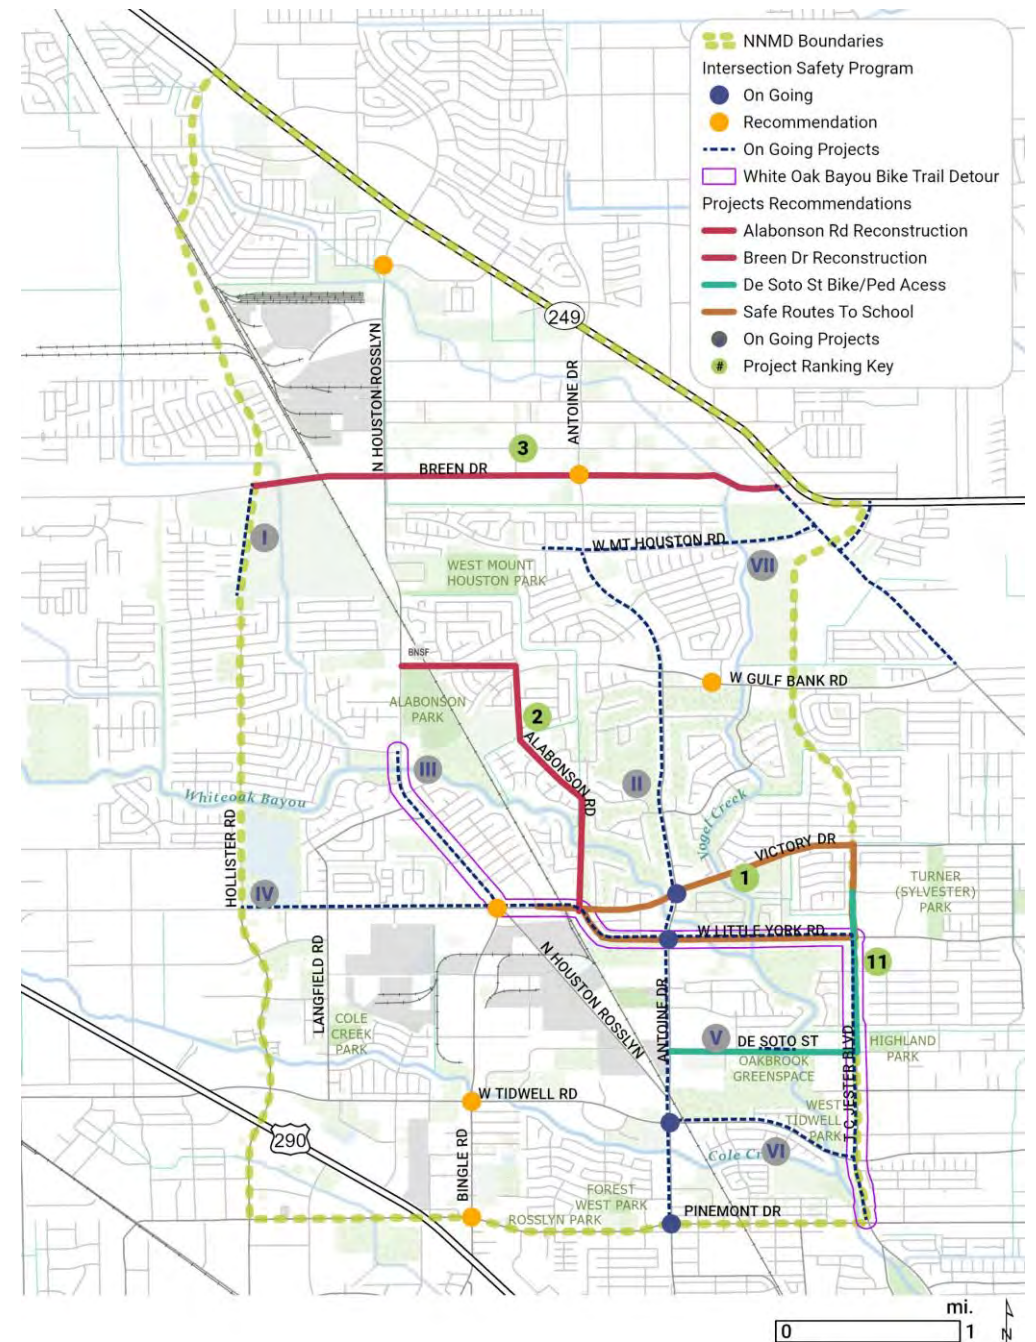 NNMD Boundaries
Intersection Safety Program
On Going
Recommendation
On Going Projects
White Oak Bayou Bike Trail Detour
Projects Recommendations
Alabonson Rd Reconstruction
Breen Dr Reconstruction
De Soto St Bike/Ped Acess
Safe Routes To School
On Going Projects
# Project Ranking Key
249
N HOUSTON ROSSLYN
ANTOINE DR
3
BREEN DR
I
W MT HOUSTON RD
VII
WEST MOUNT
HOUSTON PARK
BNSF
W GULF BANK RD
ALABONSON
PARK
2
ALABONSON RD
III
II
Whiteoak Bayou
Vogel Creek
HOLLISTER RD
VICTORY DR
1
TURNER
(SYLVESTER)
PARK
IV
W LITTLE YORK RD
11
LANGFIELD RD
N HOUSTON ROSSLYN
ANTOINE DR
COLE
CREEK
PARK
V
DE SOTO ST
OAKBROOK
GREENSPACE
HIGHLAND
PARK
T C JESTER BLVD
W TIDWELL RD
WEST
TIDWELL
PARK
290
BINGLE RD
Cole
VI
FOREST
WEST PARK
ROSSLYN PARK
PINEMONT DR
mi.
0 1
N